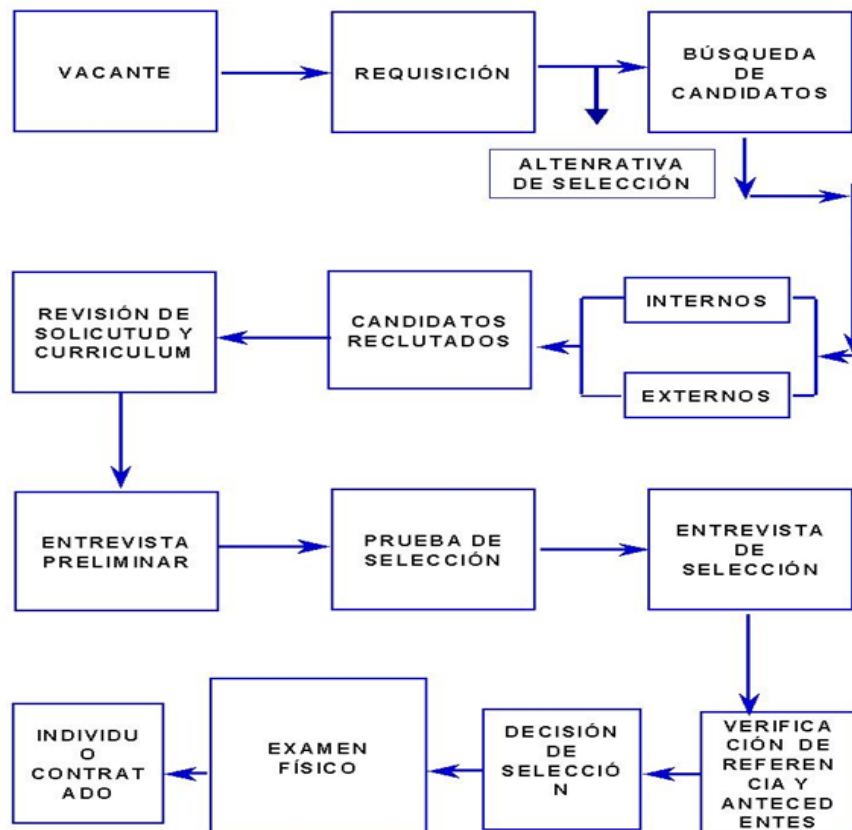 VACANTE
REQUISICIÓN
BÚSQUEDA
DE
CANDIDATOS
ALTENRATIVA
DE SELECCIÓN
REVISIÓN DE
SOLICUTUD Y
CURRICULUM
CANDIDATOS
RECLUTADOS
INTERNOS
EXTERNOS
ENTREVISTA
PRELIMINAR
PRUEBA DE
SELECCIÓN
ENTREVISTA
DE
SELECCIÓN
INDIVIDU
O
CONTRAT
ADO
EXAMEN
FÍSICO
DECISIÓN
DE
SELECCIÓ
N
VERIFICA
CIÓN DE
REFEREN
CIA Y
ANTECED
ENTES